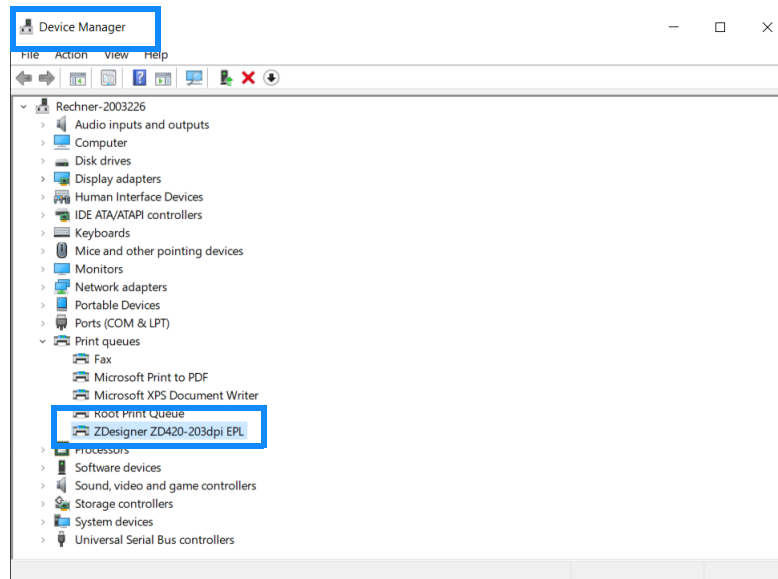 Device Manager
File Action View Help
Rechner-2003226
Audio inputs and outputs
Computer
Disk drives
Display adapters
Human Interface Devices
IDE ATA/ATAPI controllers
Keyboards
Mice and other pointing devices
Monitors
Network adapters
Portable Devices
Ports (COM & LPT)
Print queues
Fax
Microsoft Print to PDF
Microsoft XPS Document Writer
Root Print Queue
ZDesigner ZD420-203dpi EPL
Processors
Software devices
Sound, video and game controllers
Storage controllers
System devices
Universal Serial Bus controllers